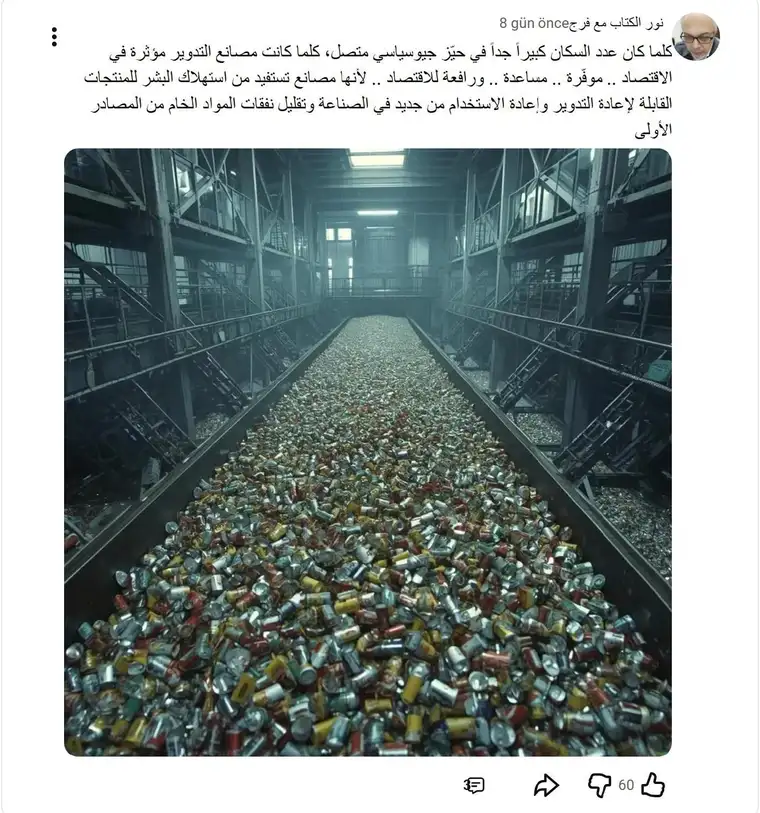 نور الكتاب مع فرج8 gün önce
كلما كان عدد السكان كبيراً جداً في حيّز جيوسياسي متصل، كلما كانت مصانع التدوير مؤثرة في
الاقتصاد .. موفّرة .. مساعدة .. ورافعة للاقتصاد .. لأنها مصانع تستفيد من استهلاك البشر للمنتجات
القابلة لإعادة التدوير وإعادة الاستخدام من جديد في الصناعة وتقليل نفقات المواد الخام من المصادر
الأولى
60
3